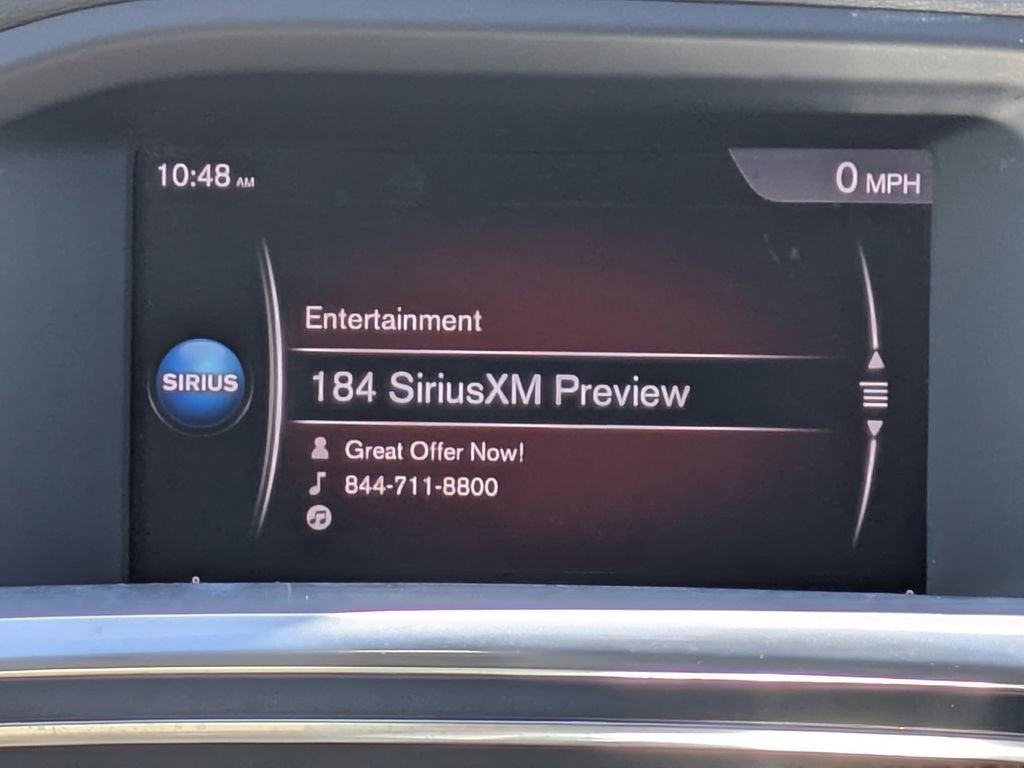 10:48 AM
0 MPH
Entertainment
SIRIUS
184 SiriusXM Preview
Great Offer Now!
844-711-8800